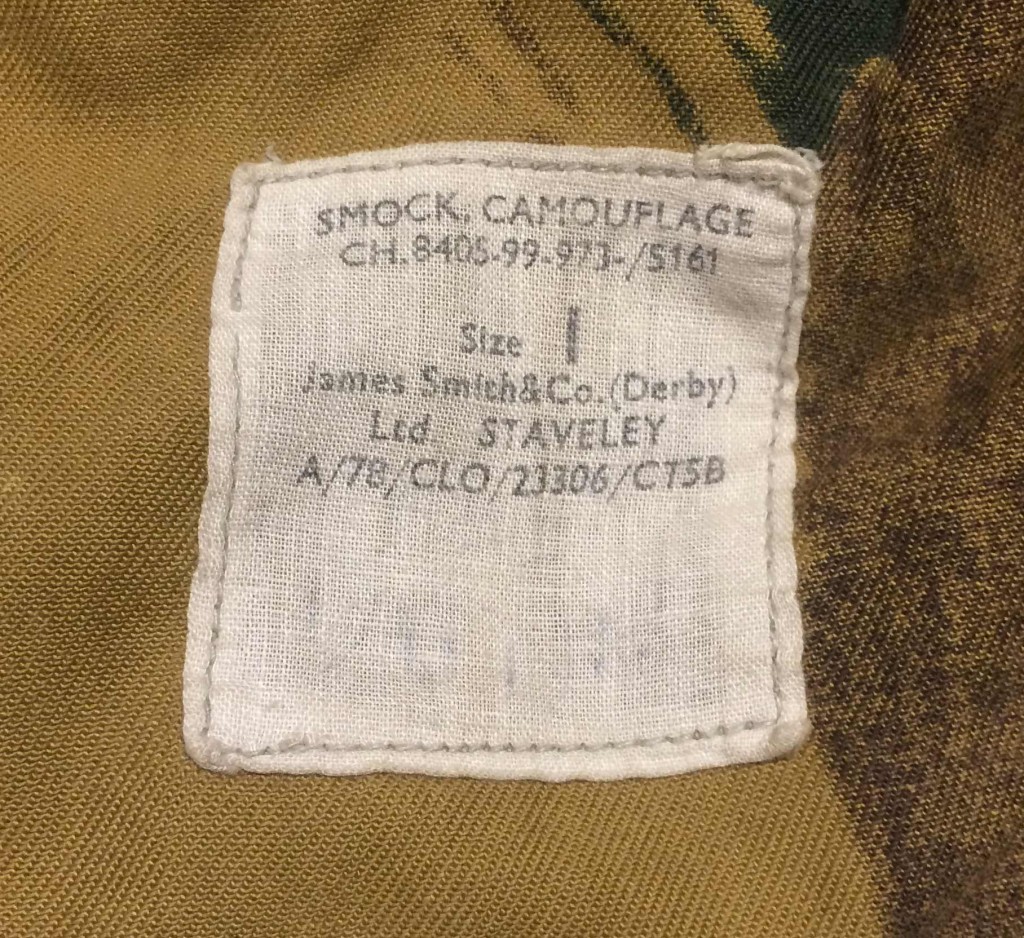 SMOCK, CAMOUFLAGE
CH.8405-99-973-/5161
Size 1
James Smith&Co.(Derby)
Ltd STAVELEY
A/78/CLO/23306/CT5B